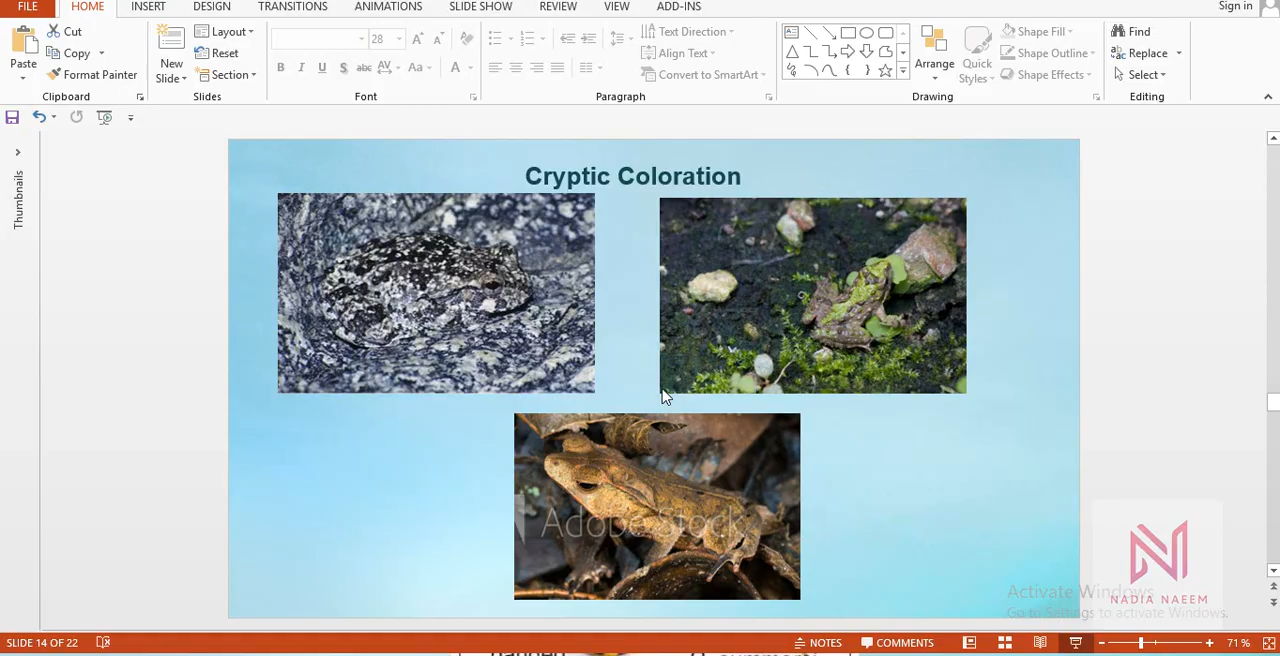 FILE HOME INSERT DESIGN TRANSITIONS ANIMATIONS SLIDE SHOW REVIEW VIEW ADD-INS Sign in
Paste
Cut
Copy
Format Painter
Clipboard
New
Slide
Layout
Reset
Section
Slides
28
B I U S abc AV Aa A
Font
Text Direction
Align Text
Convert to SmartArt
Paragraph
Arrange
Quick
Styles
Shape Fill
Shape Outline
Shape Effects
Drawing
Find
Replace
Select
Editing
Thumbnails
Cryptic Coloration
Adobe Stock
NADIA NAEEM
Activate Windows
Go to Settings to activate Windows.
SLIDE 14 OF 22
NOTES
COMMENTS
71%